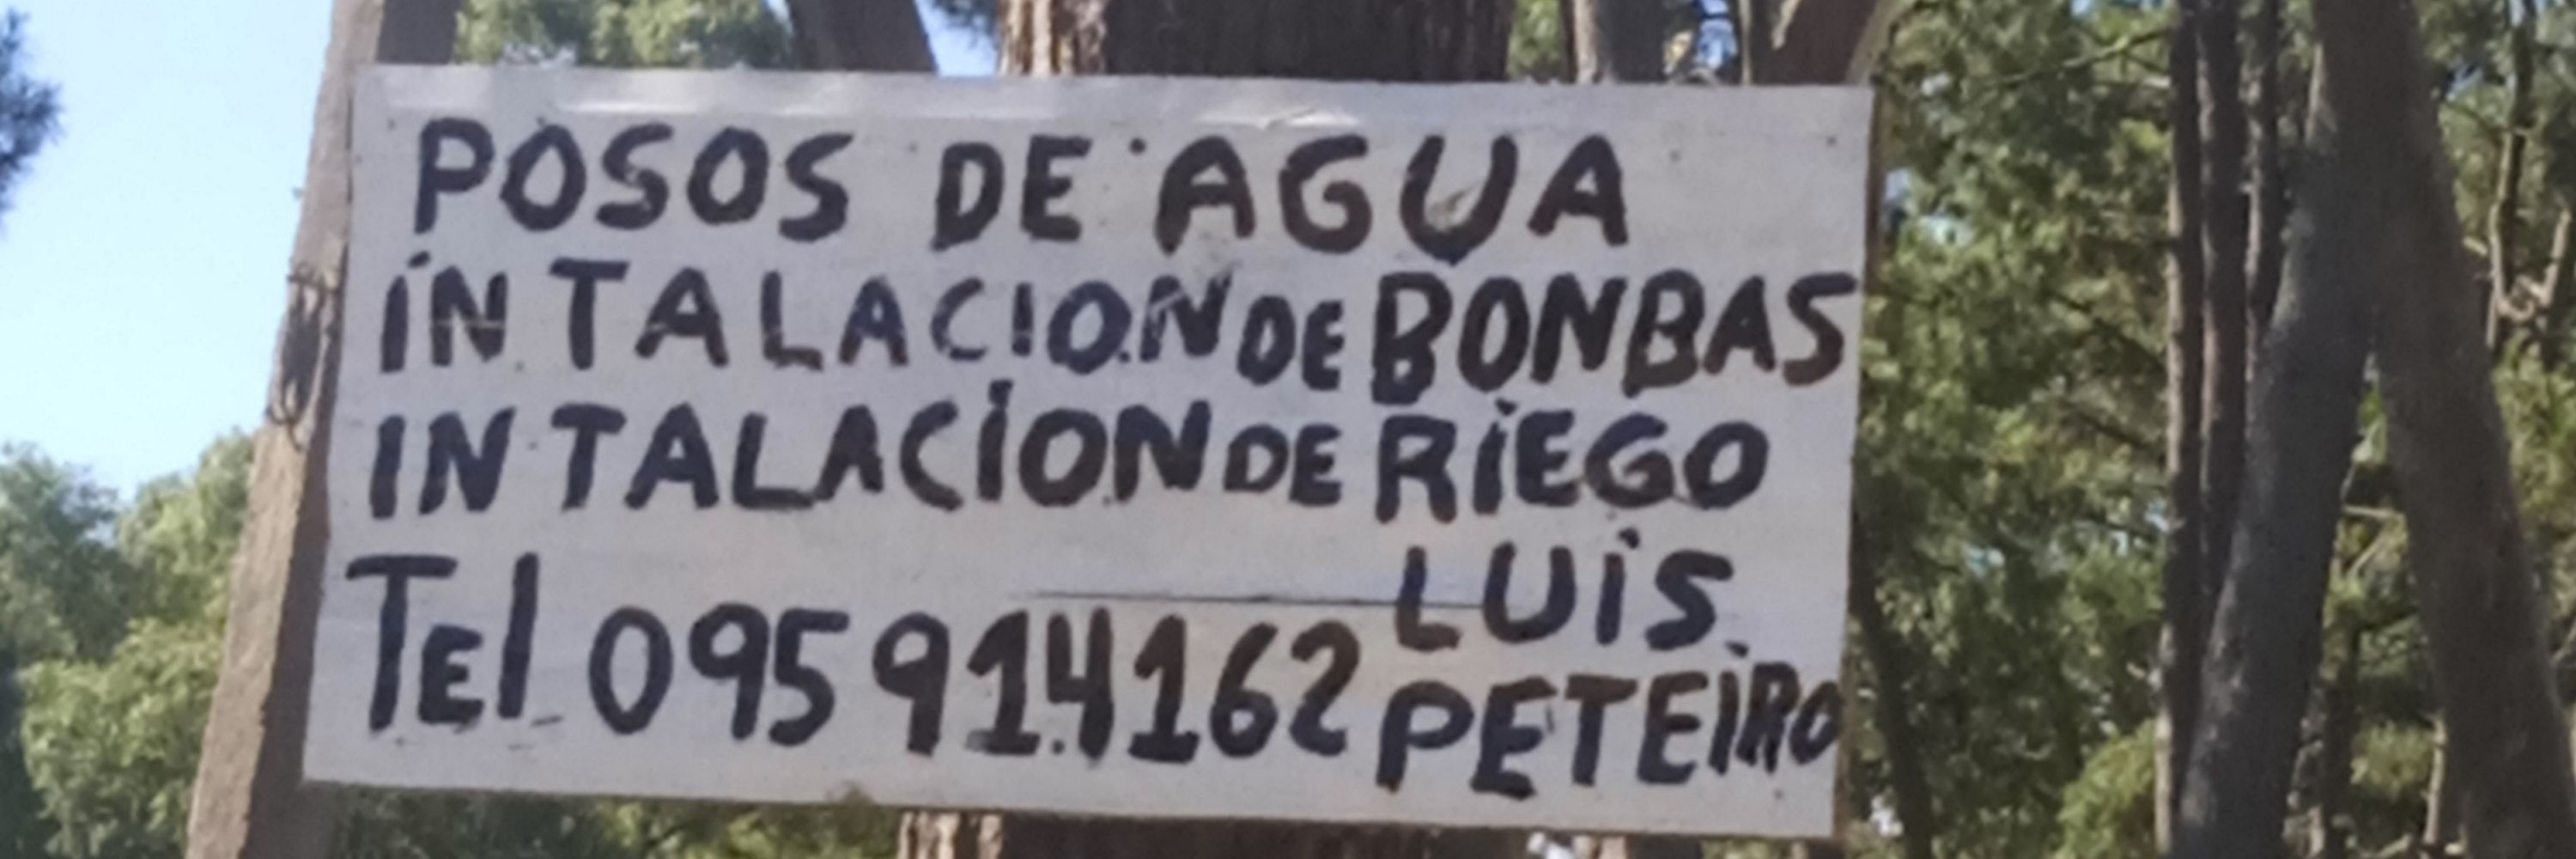 POSOS DE AGUA
INTALACION DE BONBAS
INTALACION DE RIEGO
LUIS
Tel 095 914162 PETEIRO